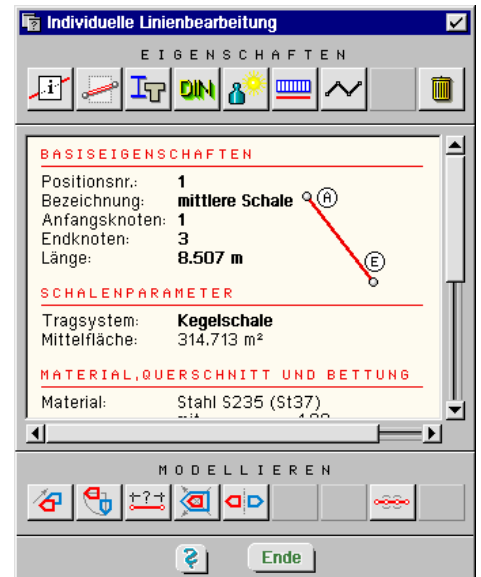 Individuelle Linienbearbeitung
EIGENSCHAFTEN
i DIN
BASISEIGENSCHAFTEN
Positionsnr.: 1
Bezeichnung: mittlere Schale A
Anfangsknoten: 1
Endknoten: 3
Länge: 8.507 m E
SCHALENPARAMETER
Tragsystem: Kegelschale
Mittelfläche: 314.713 m²
MATERIAL,QUERSCHNITT UND BETTUNG
Material: Stahl S235 (St37)
MODELLIEREN
+?+
? Ende